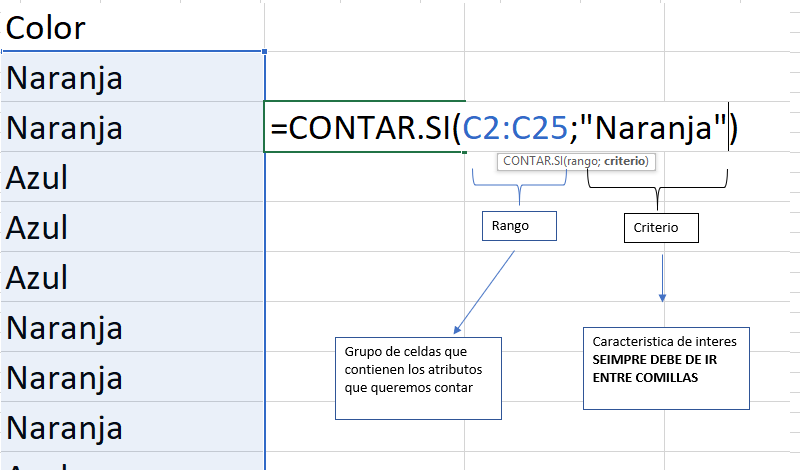 Color
Naranja
Naranja
=CONTAR.SI(C2:C25;"Naranja")
CONTAR.SI(rango; criterio)
Azul
Azul
Rango
Criterio
Azul
Naranja
Naranja
Naranja
Azul
Grupo de celdas que
contienen los atributos
que queremos contar
Caracteristica de interes
SEIMPRE DEBE DE IR
ENTRE COMILLAS